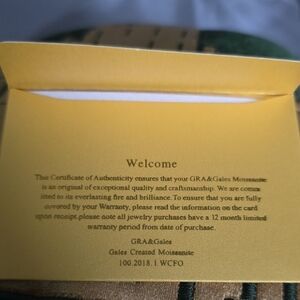 Welcome
This Certificate of Authenticity ensures that your GRA&Gales Moissanite
is an original of exceptional quality and craftsmanship. We are comm
itted to its everlasting fire and brilliance. To ensure that you are fully
covered by your Warranty, please read the information on the card
upon receipt.please note all jewelry purchases have a 12 month limited
warranty period from date of purchase.
GRA&Gales
Gales Created Moissanite
100.2018.1 WCFO